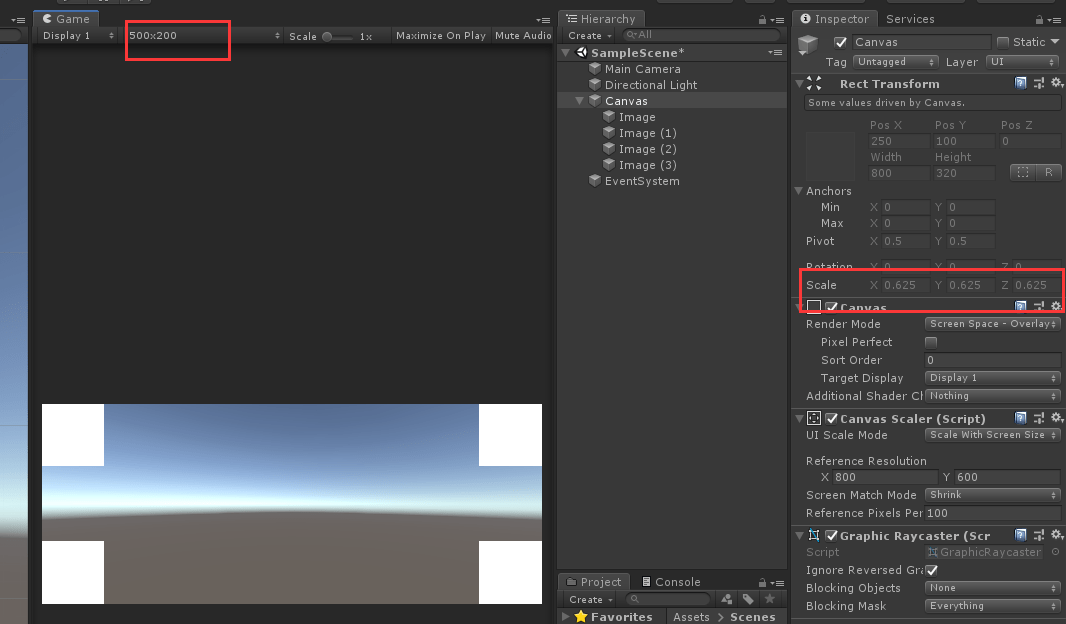 Game
Display 1
500x200
Scale
1x
Maximize On Play
Mute Audio
Hierarchy
Create
All
SampleScene*
Main Camera
Directional Light
Canvas
Image
Image (1)
Image (2)
Image (3)
EventSystem
Project
Console
Create
Favorites
Assets
Scenes
Inspector
Services
Canvas
Static
Tag
Untagged
Layer
UI
Rect Transform
Some values driven by Canvas.
Pos X
Pos Y
Pos Z
250
100
0
Width
Height
800
320
R
Anchors
Min
X 0
Y 0
Max
X 0
Y 0
Pivot
X 0.5
Y 0.5
Rotation
X 0
Y 0
Z 0
Scale
X 0.625
Y 0.625
Z 0.625
Canvas
Render Mode
Screen Space - Overlay
Pixel Perfect
Sort Order
0
Target Display
Display 1
Additional Shader Cl
Nothing
Canvas Scaler (Script)
UI Scale Mode
Scale With Screen Size
Reference Resolution
X 800
Y 600
Screen Match Mode
Shrink
Reference Pixels Per
100
Graphic Raycaster (Scr
Script
GraphicRaycaster
Ignore Reversed Gra
Blocking Objects
None
Blocking Mask
Everything